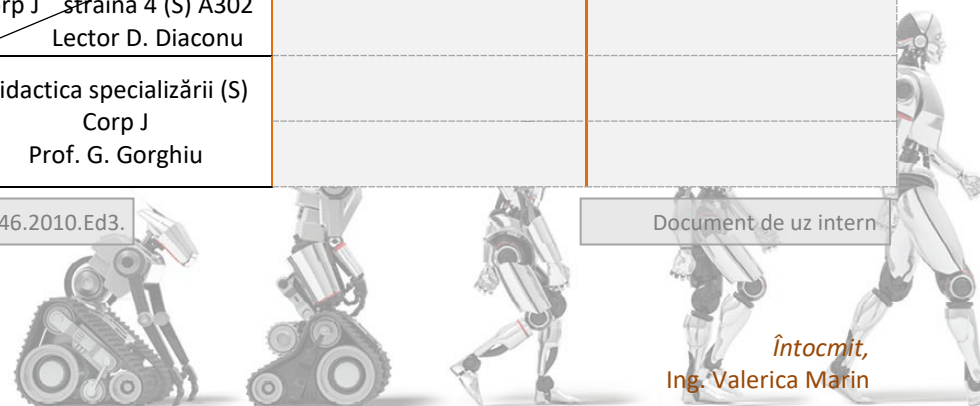 rp J străină 4 (S) A302
Lector D. Diaconu
idactica specializării (S)
Corp J
Prof. G. Gorghiu
46.2010.Ed3.
Document de uz intern
Întocmit,
Ing. Valerica Marin